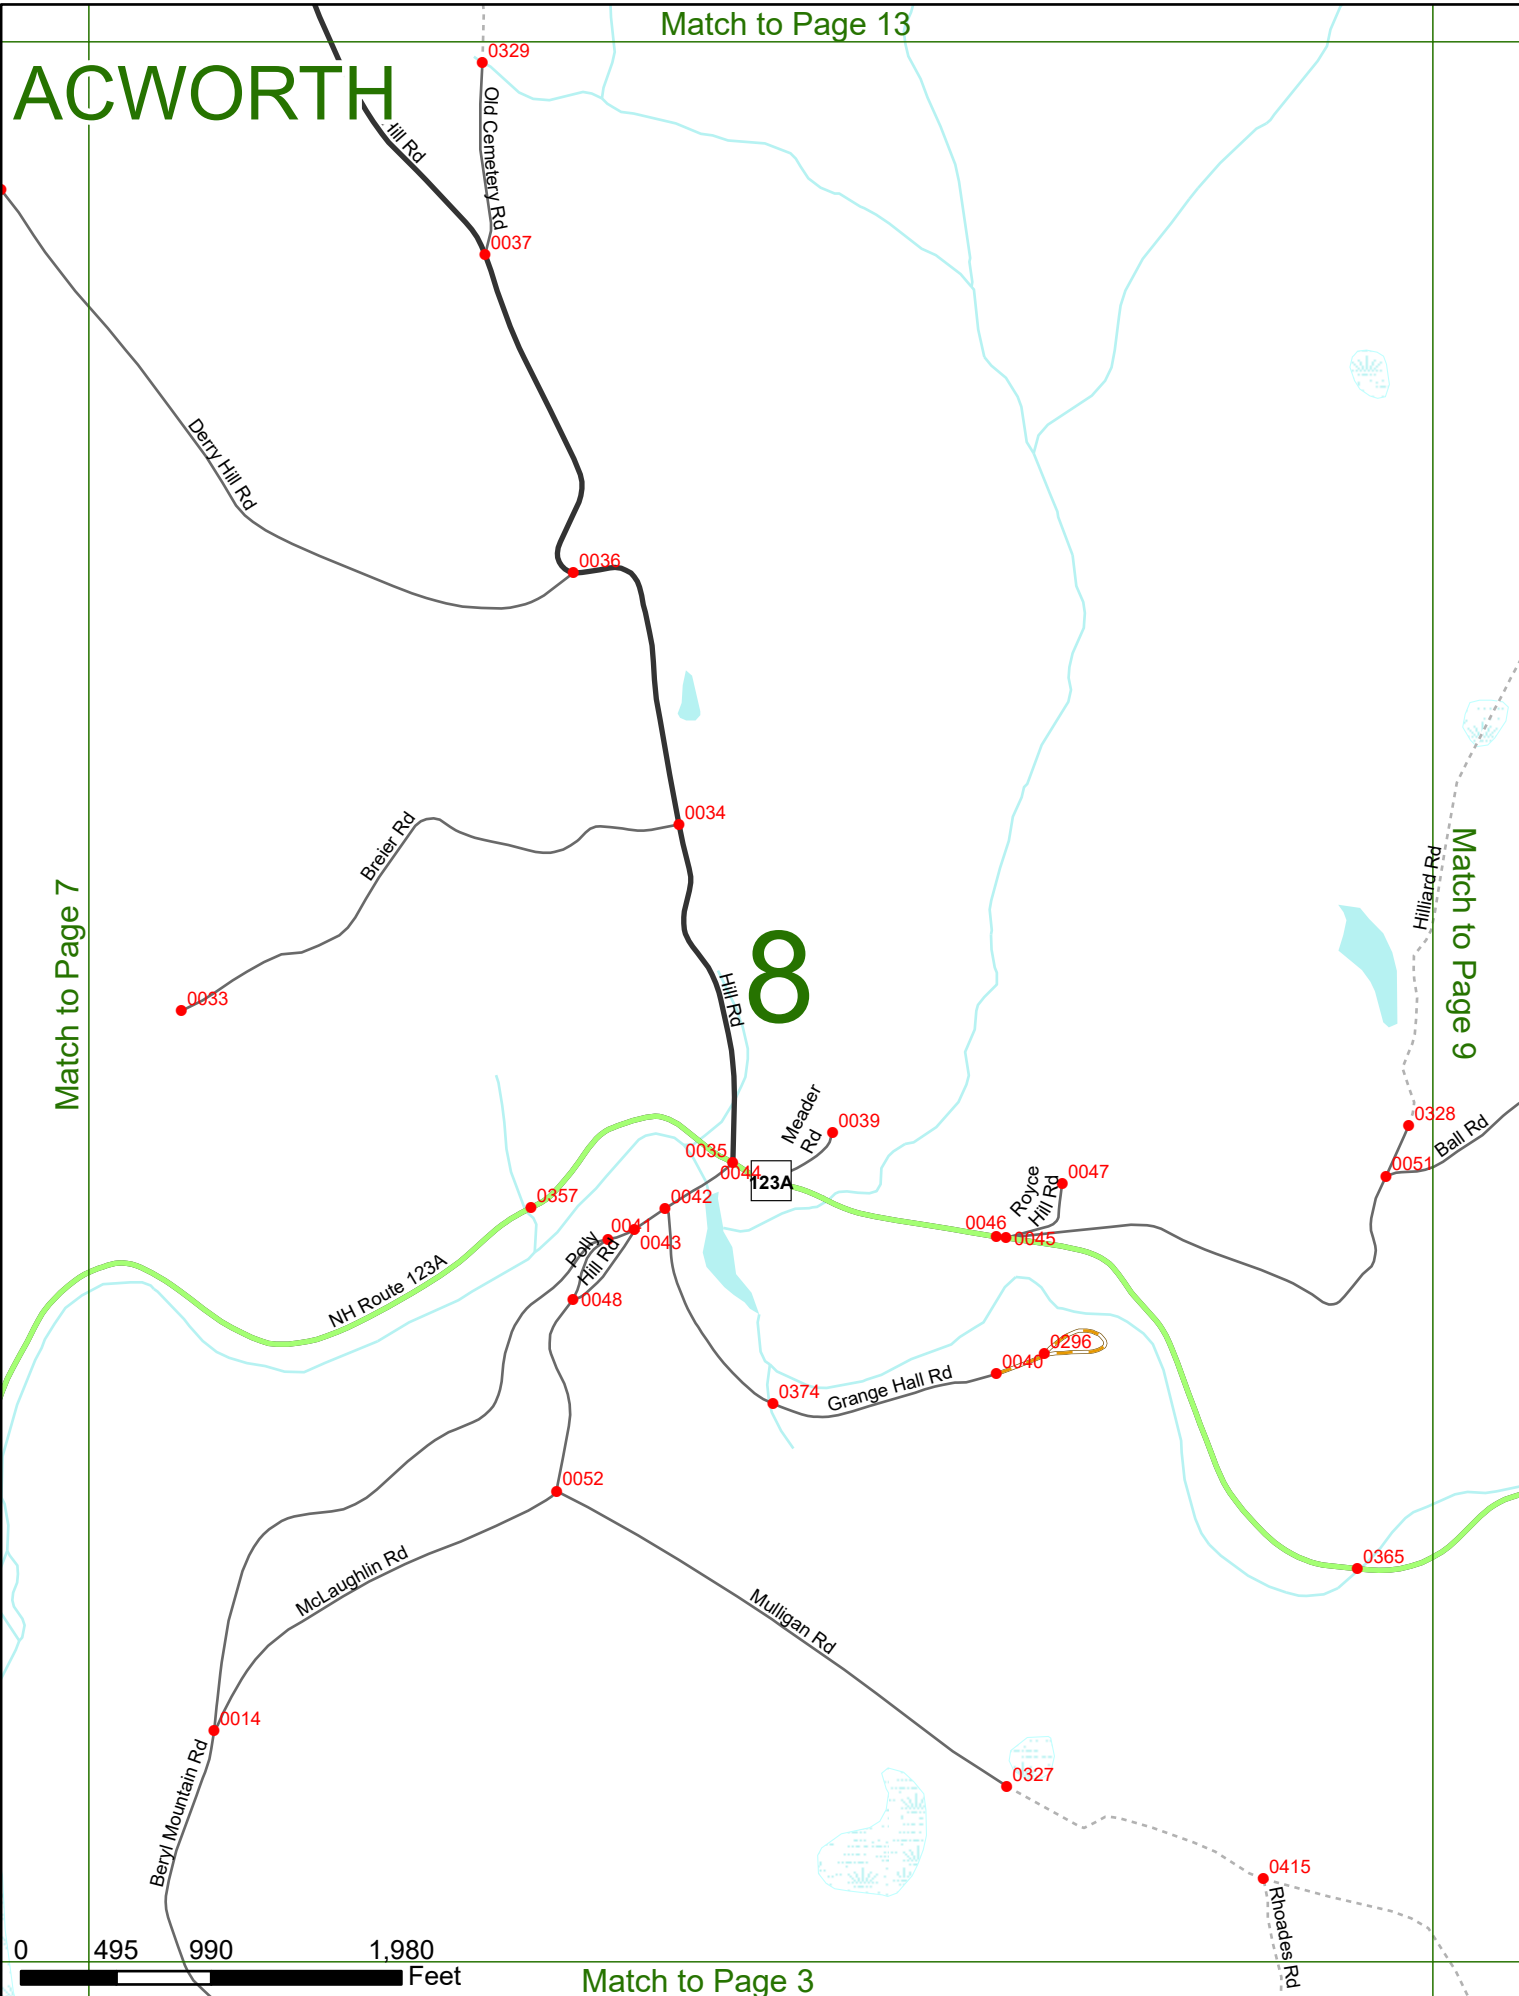 Match to Page 13
ACWORTH
0329
Old Cemetery Rd
Hill Rd
0037
Derry Hill Rd
0036
0034
Breier Rd
Match to Page 7
0033
8
Hill Rd
Hilliard Rd
Match to Page 9
Meader
Rd
0039
0328
Ball Rd
0051
0035
0044
123A
Royce
Hill Rd
0047
0357
0042
0046
0045
0041
0043
Polly
Hill Rd
0048
NH Route 123A
0296
0040
Grange Hall Rd
0374
0052
McLaughlin Rd
0365
Mulligan Rd
0014
Beryl Mountain Rd
0327
0415
Rhoades Rd
0 495 990 1,980
Feet
Match to Page 3